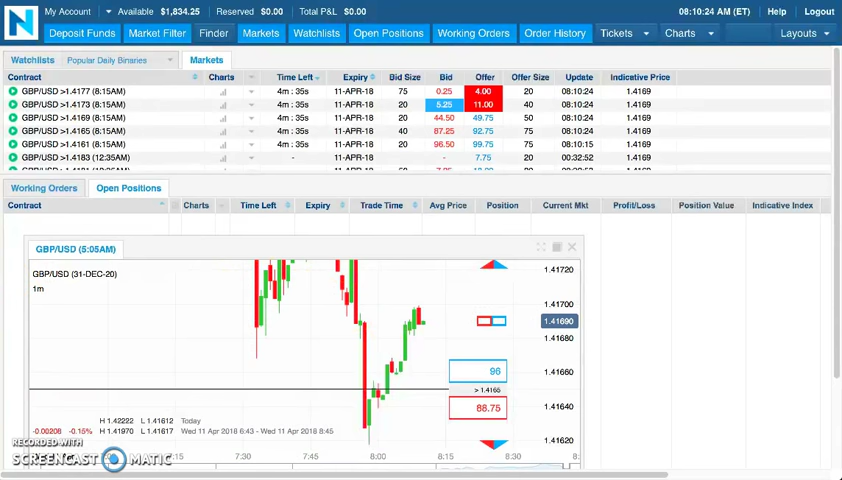 My Account Available $1,834.25 Reserved $0.00 Total P&L $0.00 08:10:24 AM (ET) Help Logout
Deposit Funds Market Filter Finder Markets Watchlists Open Positions Working Orders Order History Tickets Charts Layouts
Watchlists Popular Daily Binaries Markets
Contract Charts Time Left Expiry Bid Size Bid Offer Offer Size Update Indicative Price
GBP/USD >1.4177 (8:15AM) 4m : 35s 11-APR-18 75 0.25 4.00 20 08:10:24 1.4169
GBP/USD >1.4173 (8:15AM) 4m : 35s 11-APR-18 20 5.25 11.00 40 08:10:24 1.4169
GBP/USD >1.4169 (8:15AM) 4m : 35s 11-APR-18 20 44.50 49.75 50 08:10:24 1.4169
GBP/USD >1.4165 (8:15AM) 4m : 35s 11-APR-18 40 87.25 92.75 75 08:10:24 1.4169
GBP/USD >1.4161 (8:15AM) 4m : 35s 11-APR-18 20 96.50 99.75 75 08:10:15 1.4169
GBP/USD >1.4183 (12:35AM) - 11-APR-18 - 7.75 20 00:32:52 1.4169
Working Orders Open Positions
Contract Charts Time Left Expiry Trade Time Avg Price Position Current Mkt Profit/Loss Position Value Indicative Index
GBP/USD (5:05AM)
GBP/USD (31-DEC-20)
1m
1.41720
1.41700
1.41690
1.41680
96
1.41660
> 1.4165
88.75
1.41640
H 1.42222 L 1.41612 Today
-0.00208 -0.15% H 1.41970 L 1.41617 Wed 11 Apr 2018 6:43 - Wed 11 Apr 2018 8:45
1.41620
RECORDED WITH
SCREENCAST MATIC
7:30 7:45 8:00 8:15 8:30